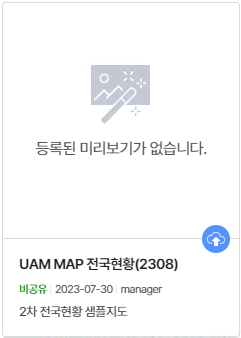 등록된 미리보기가 없습니다.
UAM MAP 전국현황(2308)
비공유 | 2023-07-30 | manager
2차 전국현황 샘플지도